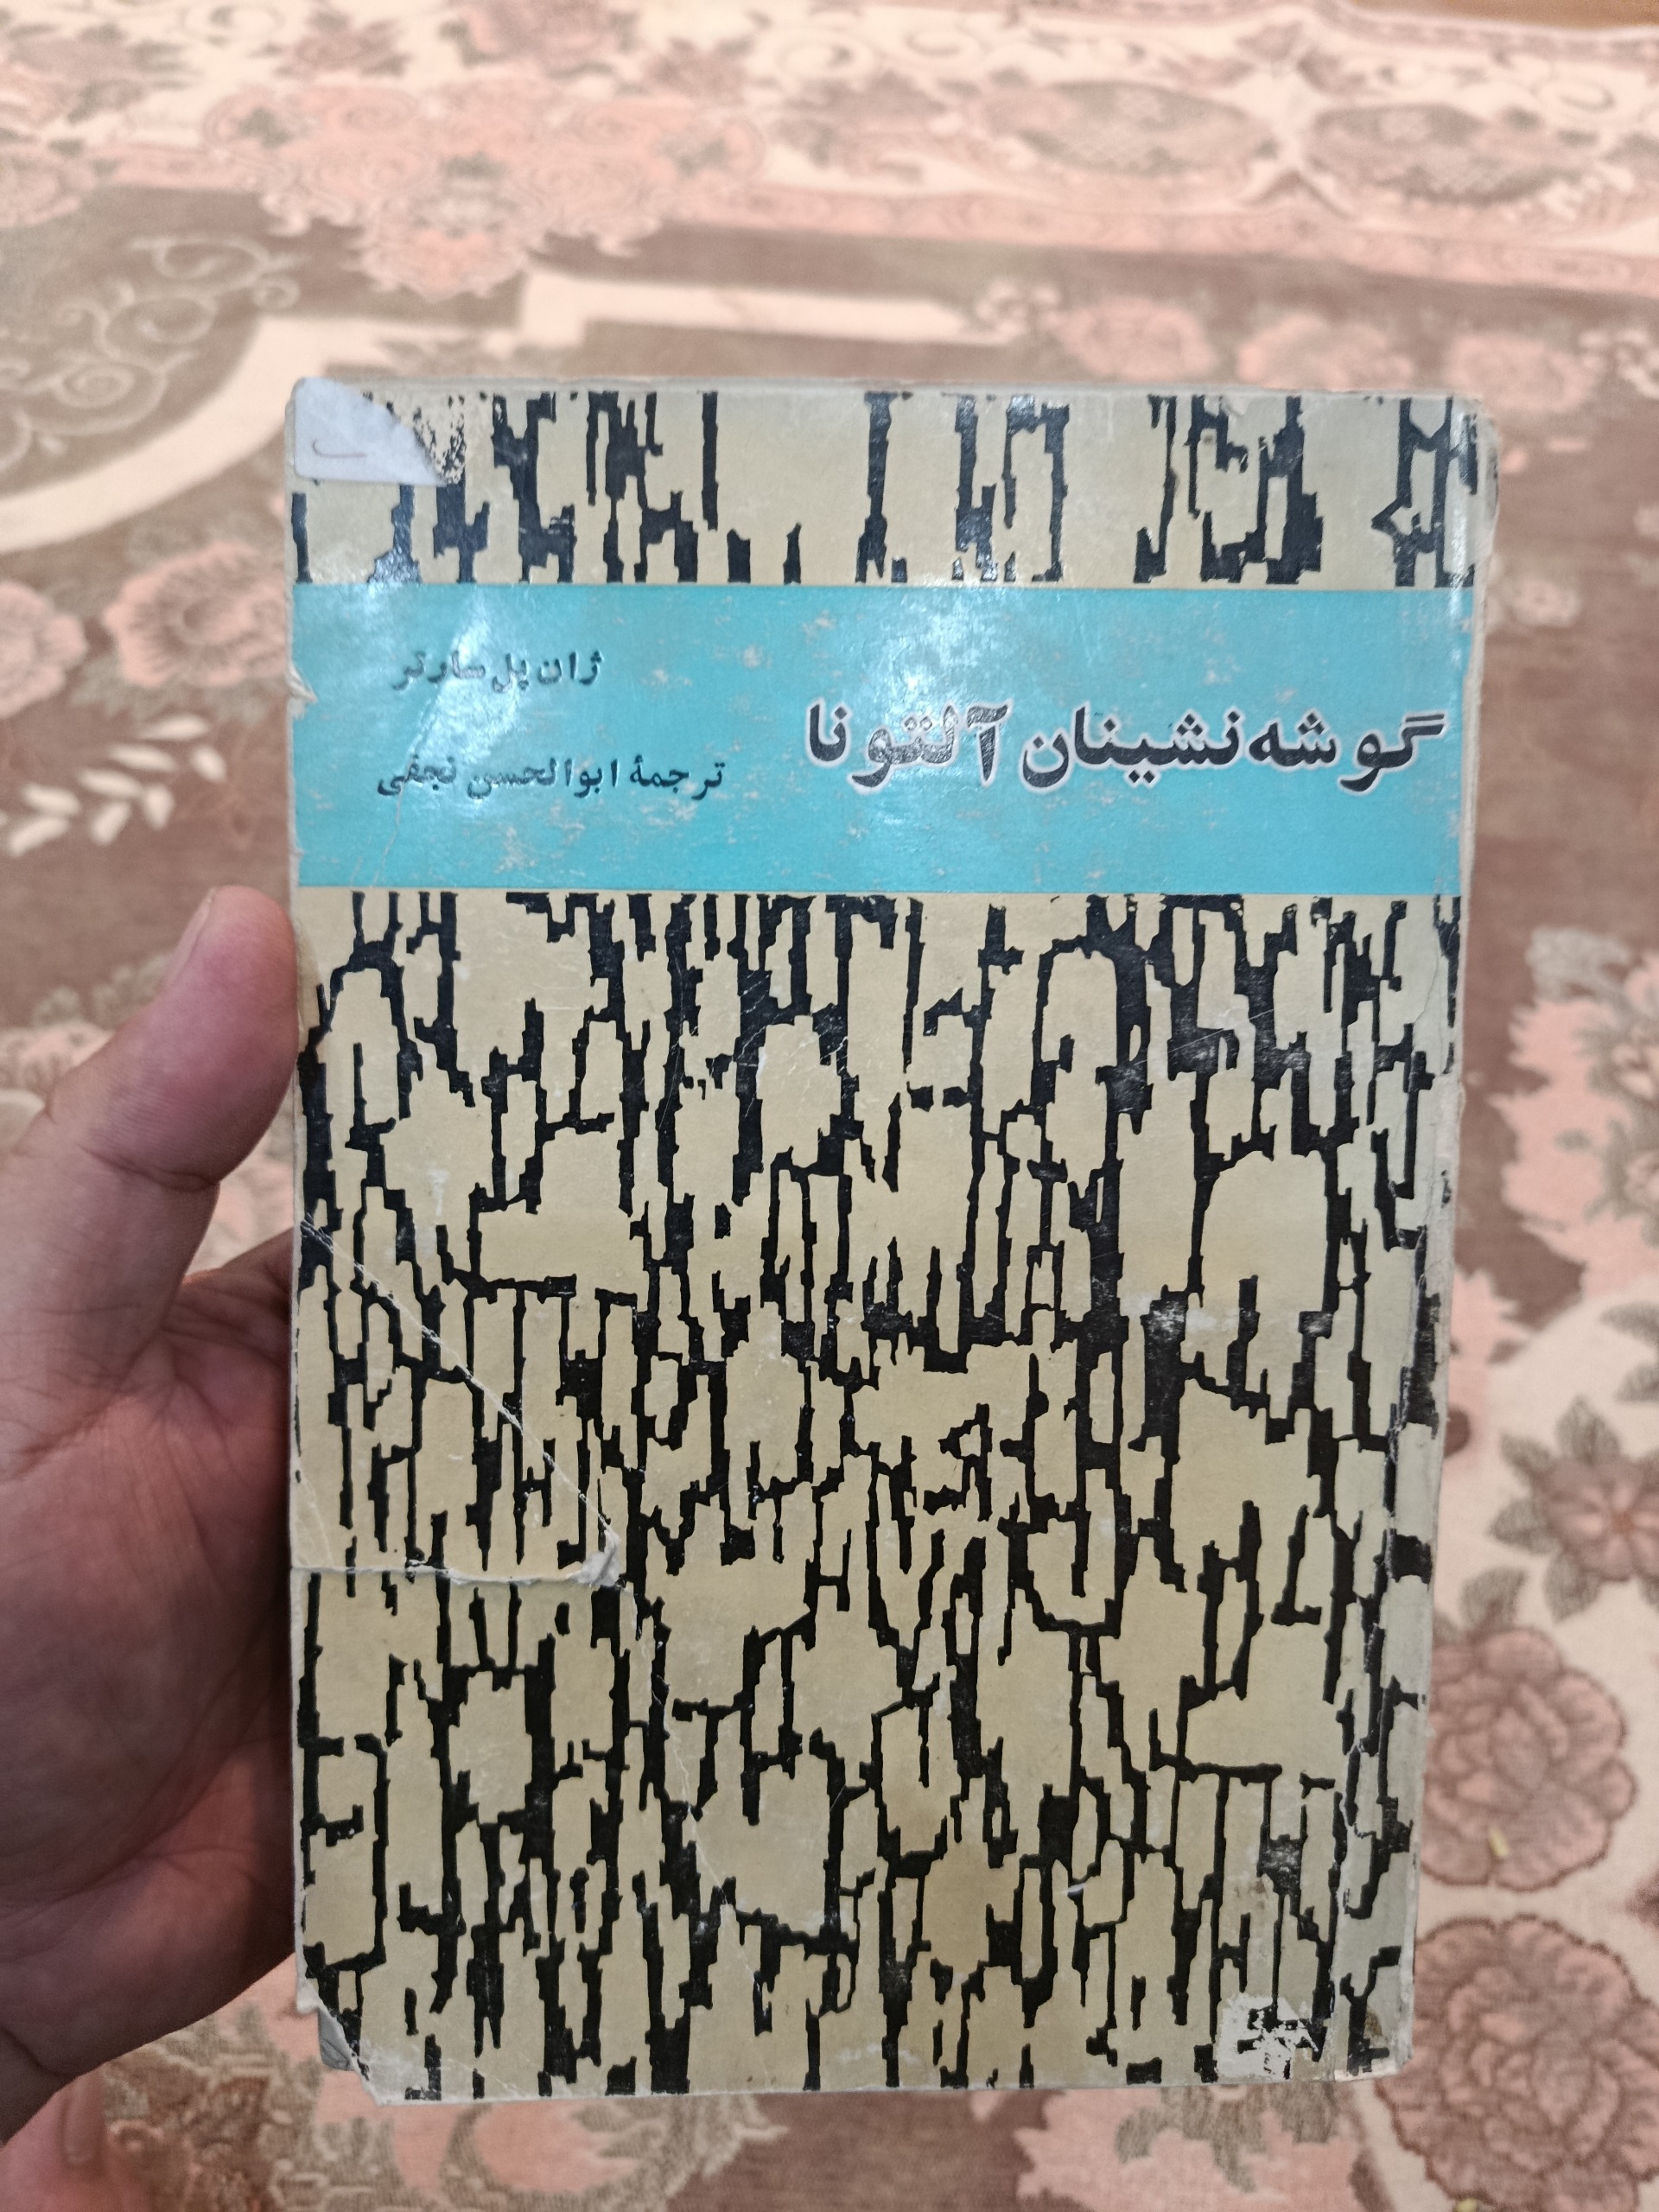 گوشه‌نشینان آلتونا
ژان پل سارتر
ترجمهٔ ابوالحسن نجفی